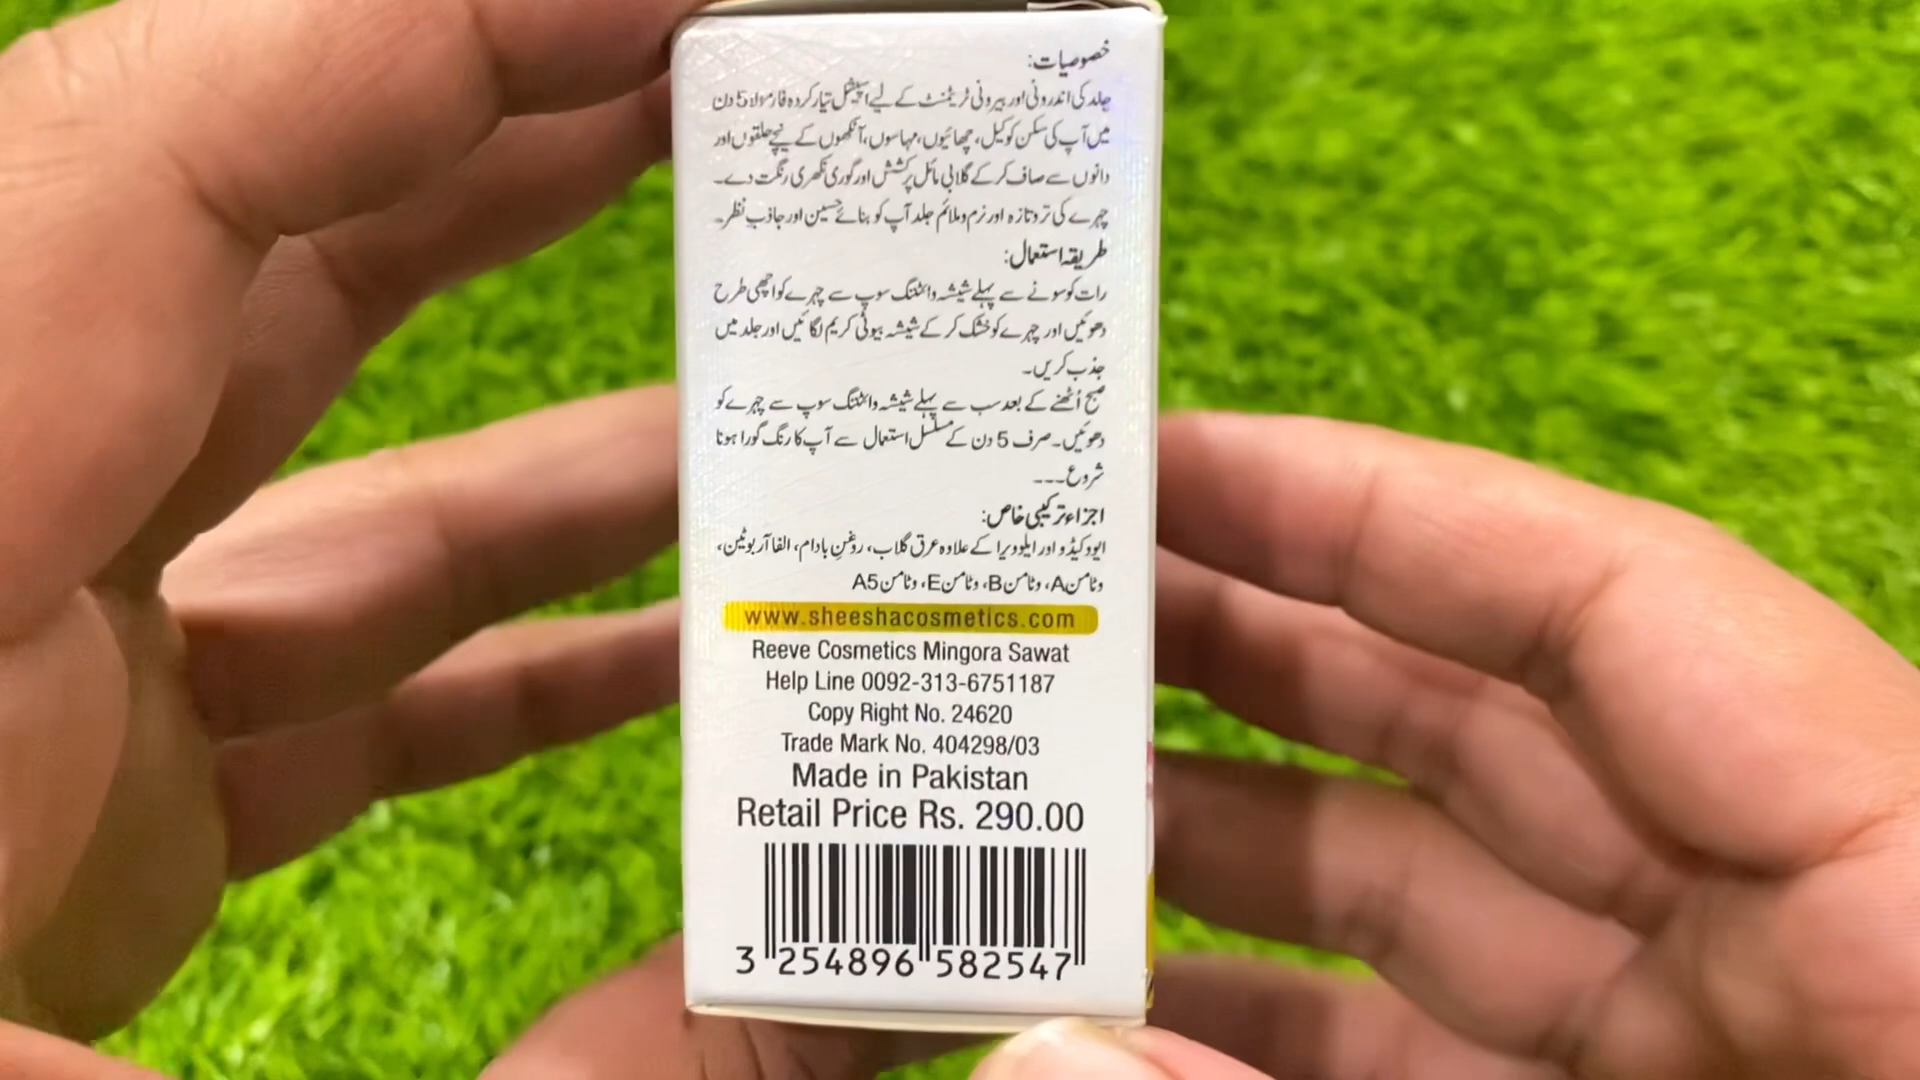 خصوصیات:
جلد کی اندرونی اور بیرونی ٹریٹمنٹ کے لیے اسپیشل تیار کردہ فارمولا 5 دن
میں آپ کی سکن کو کیل، چھائیوں، مہاسوں، آنکھوں کے نیچے حلقوں اور
دانوں سے صاف کر کے گلابی مائل پرکشش اور گوری نکھری رنگت دے۔
چہرے کی تروتازہ اور نرم و ملائم جلد آپ کو بنائے حسین اور جاذبِ نظر۔
طریقہ استعمال:
رات کو سونے سے پہلے شیشہ وائٹننگ سوپ سے چہرے کو اچھی طرح
دھوئیں اور چہرے کو خشک کر کے شیشہ بیوٹی کریم لگائیں اور جلد میں
جذب کریں۔
صبح اُٹھنے کے بعد سب سے پہلے شیشہ وائٹننگ سوپ سے چہرے کو
دھوئیں۔ صرف 5 دن کے مسلسل استعمال سے آپ کا رنگ گورا ہونا
شروع۔۔۔
اجزاء ترکیبی خاص:
ایوڈکیڈو اور ایلوویرا کے علاوہ عرق گلاب، روغنِ بادام، الفا آربوٹین،
وٹامن A، وٹامن B، وٹامن E، وٹامن A5
www.sheeshacosmetics.com
Reeve Cosmetics Mingora Sawat
Help Line 0092-313-6751187
Copy Right No. 24620
Trade Mark No. 404298/03
Made in Pakistan
Retail Price Rs. 290.00
3 254896 582547